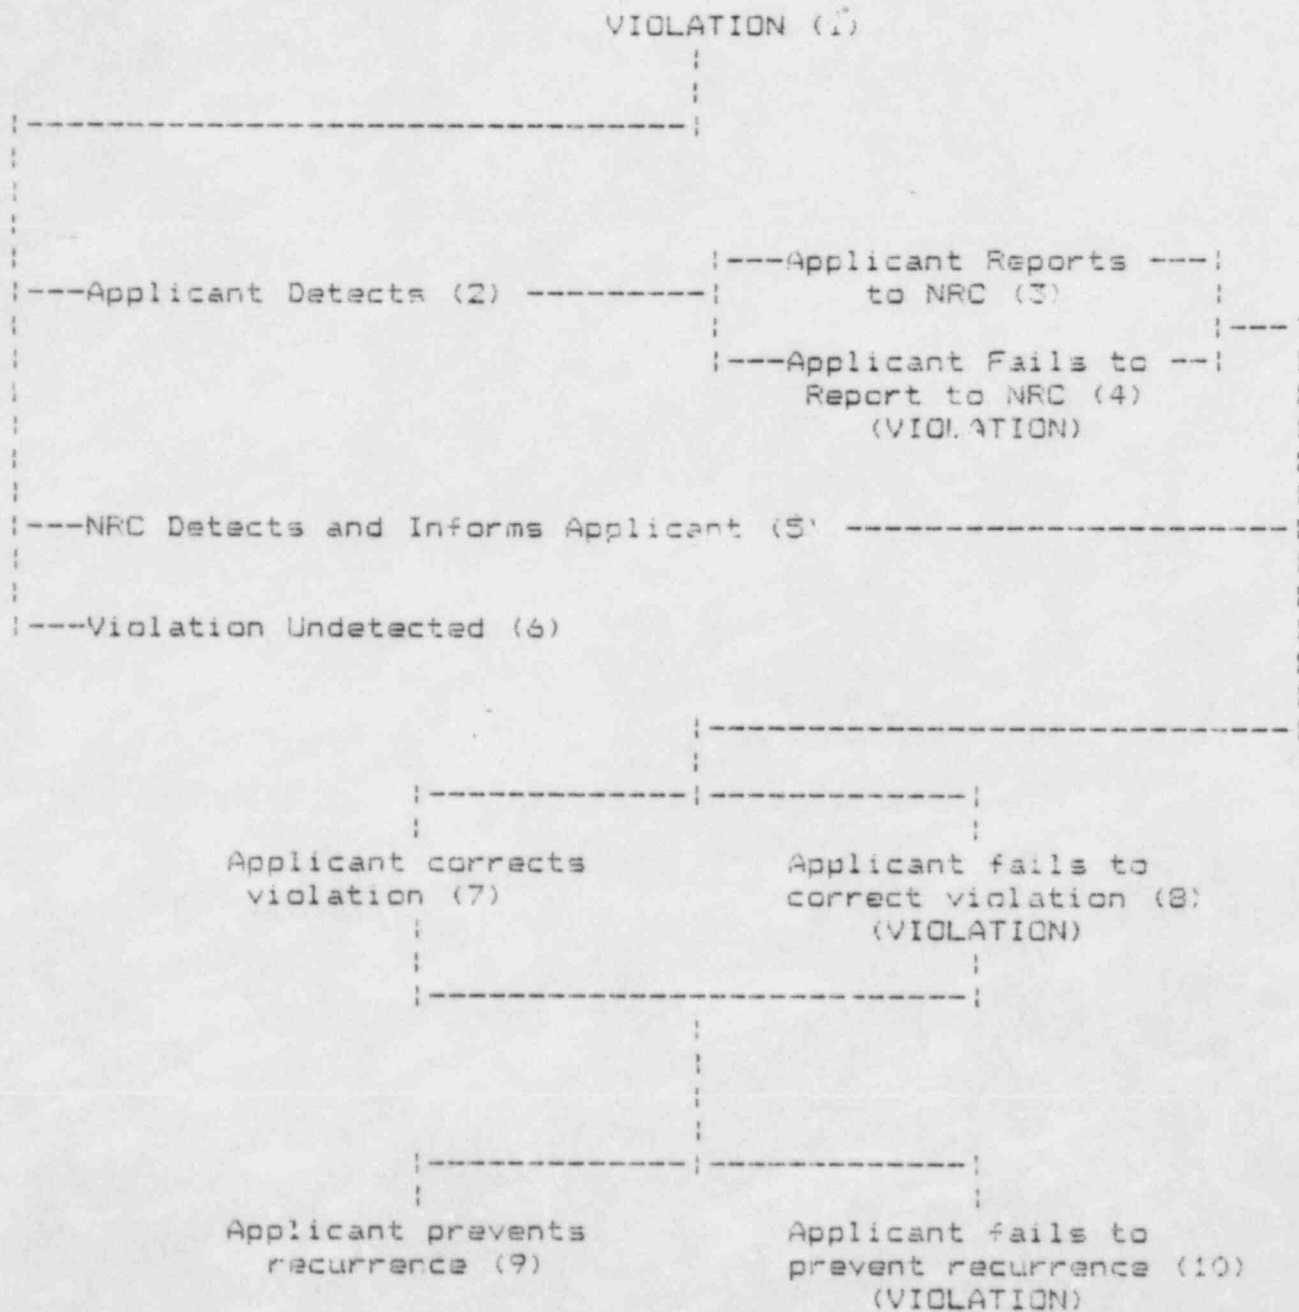 VIOLATION (1)
---Applicant Detects (2)
---Applicant Reports ---
to NRC (3)
---Applicant Fails to --
Report to NRC (4)
(VIOLATION)
---NRC Detects and Informs Applicant (5)
---Violation Undetected (6)
Applicant corrects
violation (7)
Applicant fails to
correct violation (8)
(VIOLATION)
Applicant prevents
recurrence (9)
Applicant fails to
prevent recurrence (10)
(VIOLATION)